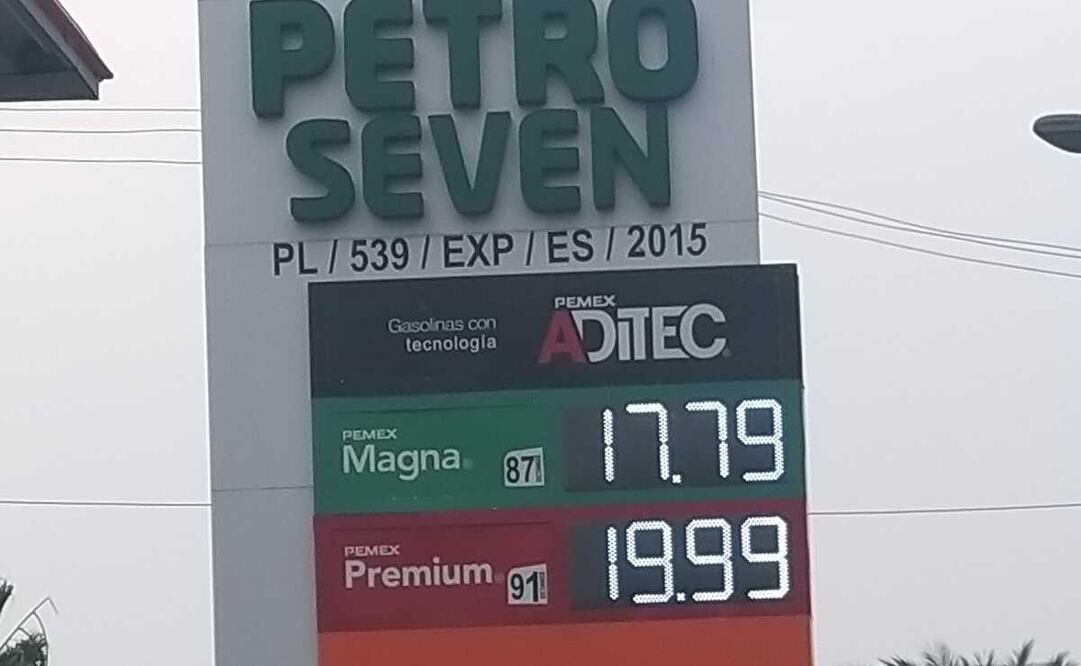 PETRO
SEVEN
PL / 539 / EXP / ES / 2015
Gasolinas con
tecnología
PEMEX
ADITEC
PEMEX
Magna 87
17.79
PEMEX
Premium 91
19.99